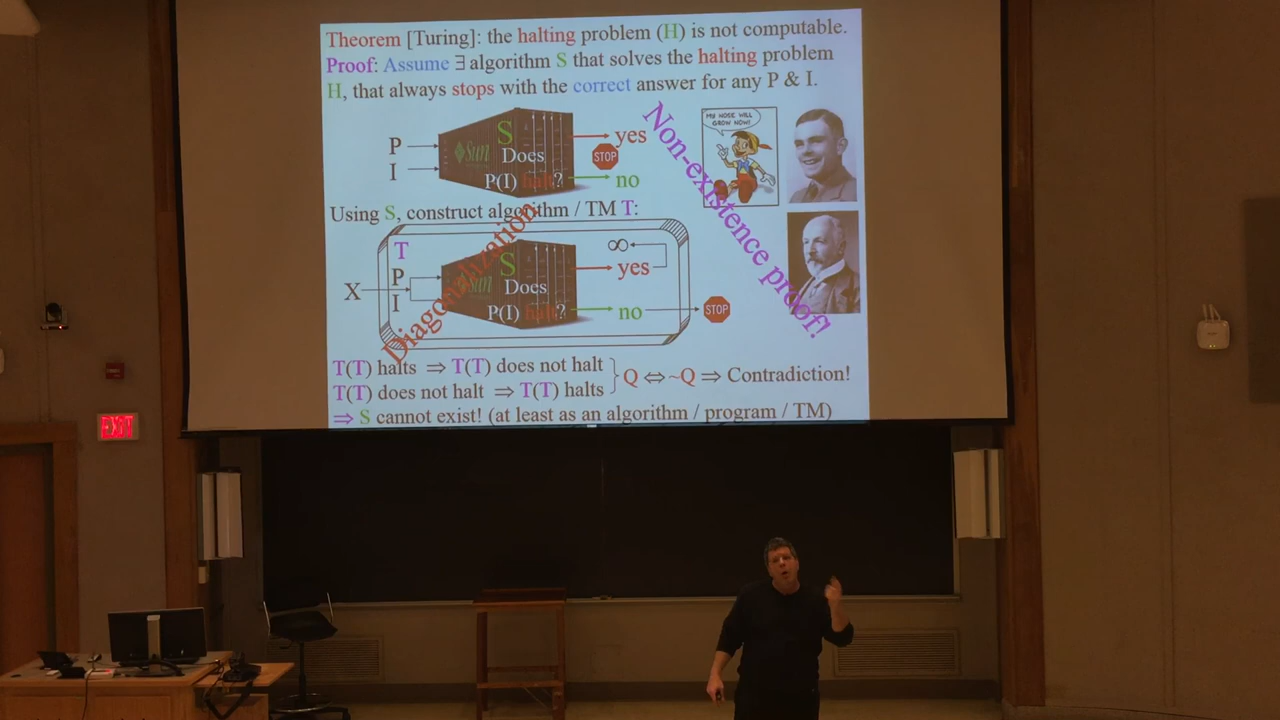 Theorem [Turing]: the halting problem (H) is not computable.
Proof: Assume ∃ algorithm S that solves the halting problem
H, that always stops with the correct answer for any P & I.
MY NOSE WILL
GROW NOW!
P
I
S
Sun
Does
P(I) halt?
yes
STOP
no
Non-existence proof!
Using S, construct algorithm / TM T:
Diagonalization
X
T
P
I
S
Sun
Does
P(I) halt?
∞
yes
no
STOP
T(T) halts ⇒ T(T) does not halt
T(T) does not halt ⇒ T(T) halts
Q ⇔ ~Q ⇒ Contradiction!
⇒ S cannot exist! (at least as an algorithm / program / TM)
EXIT